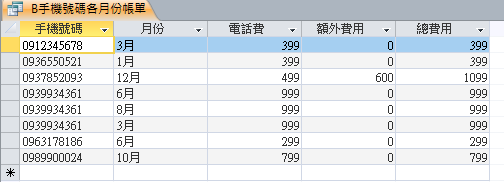 B手機號碼各月份帳單
手機號碼 月份 電話費 額外費用 總費用
0912345678 3月 399 0 399
0936550521 1月 399 0 399
0937852093 12月 499 600 1099
0939934361 6月 999 0 999
0939934361 8月 999 0 999
0939934361 3月 999 0 999
0963178186 6月 299 0 299
0989900024 10月 799 0 799